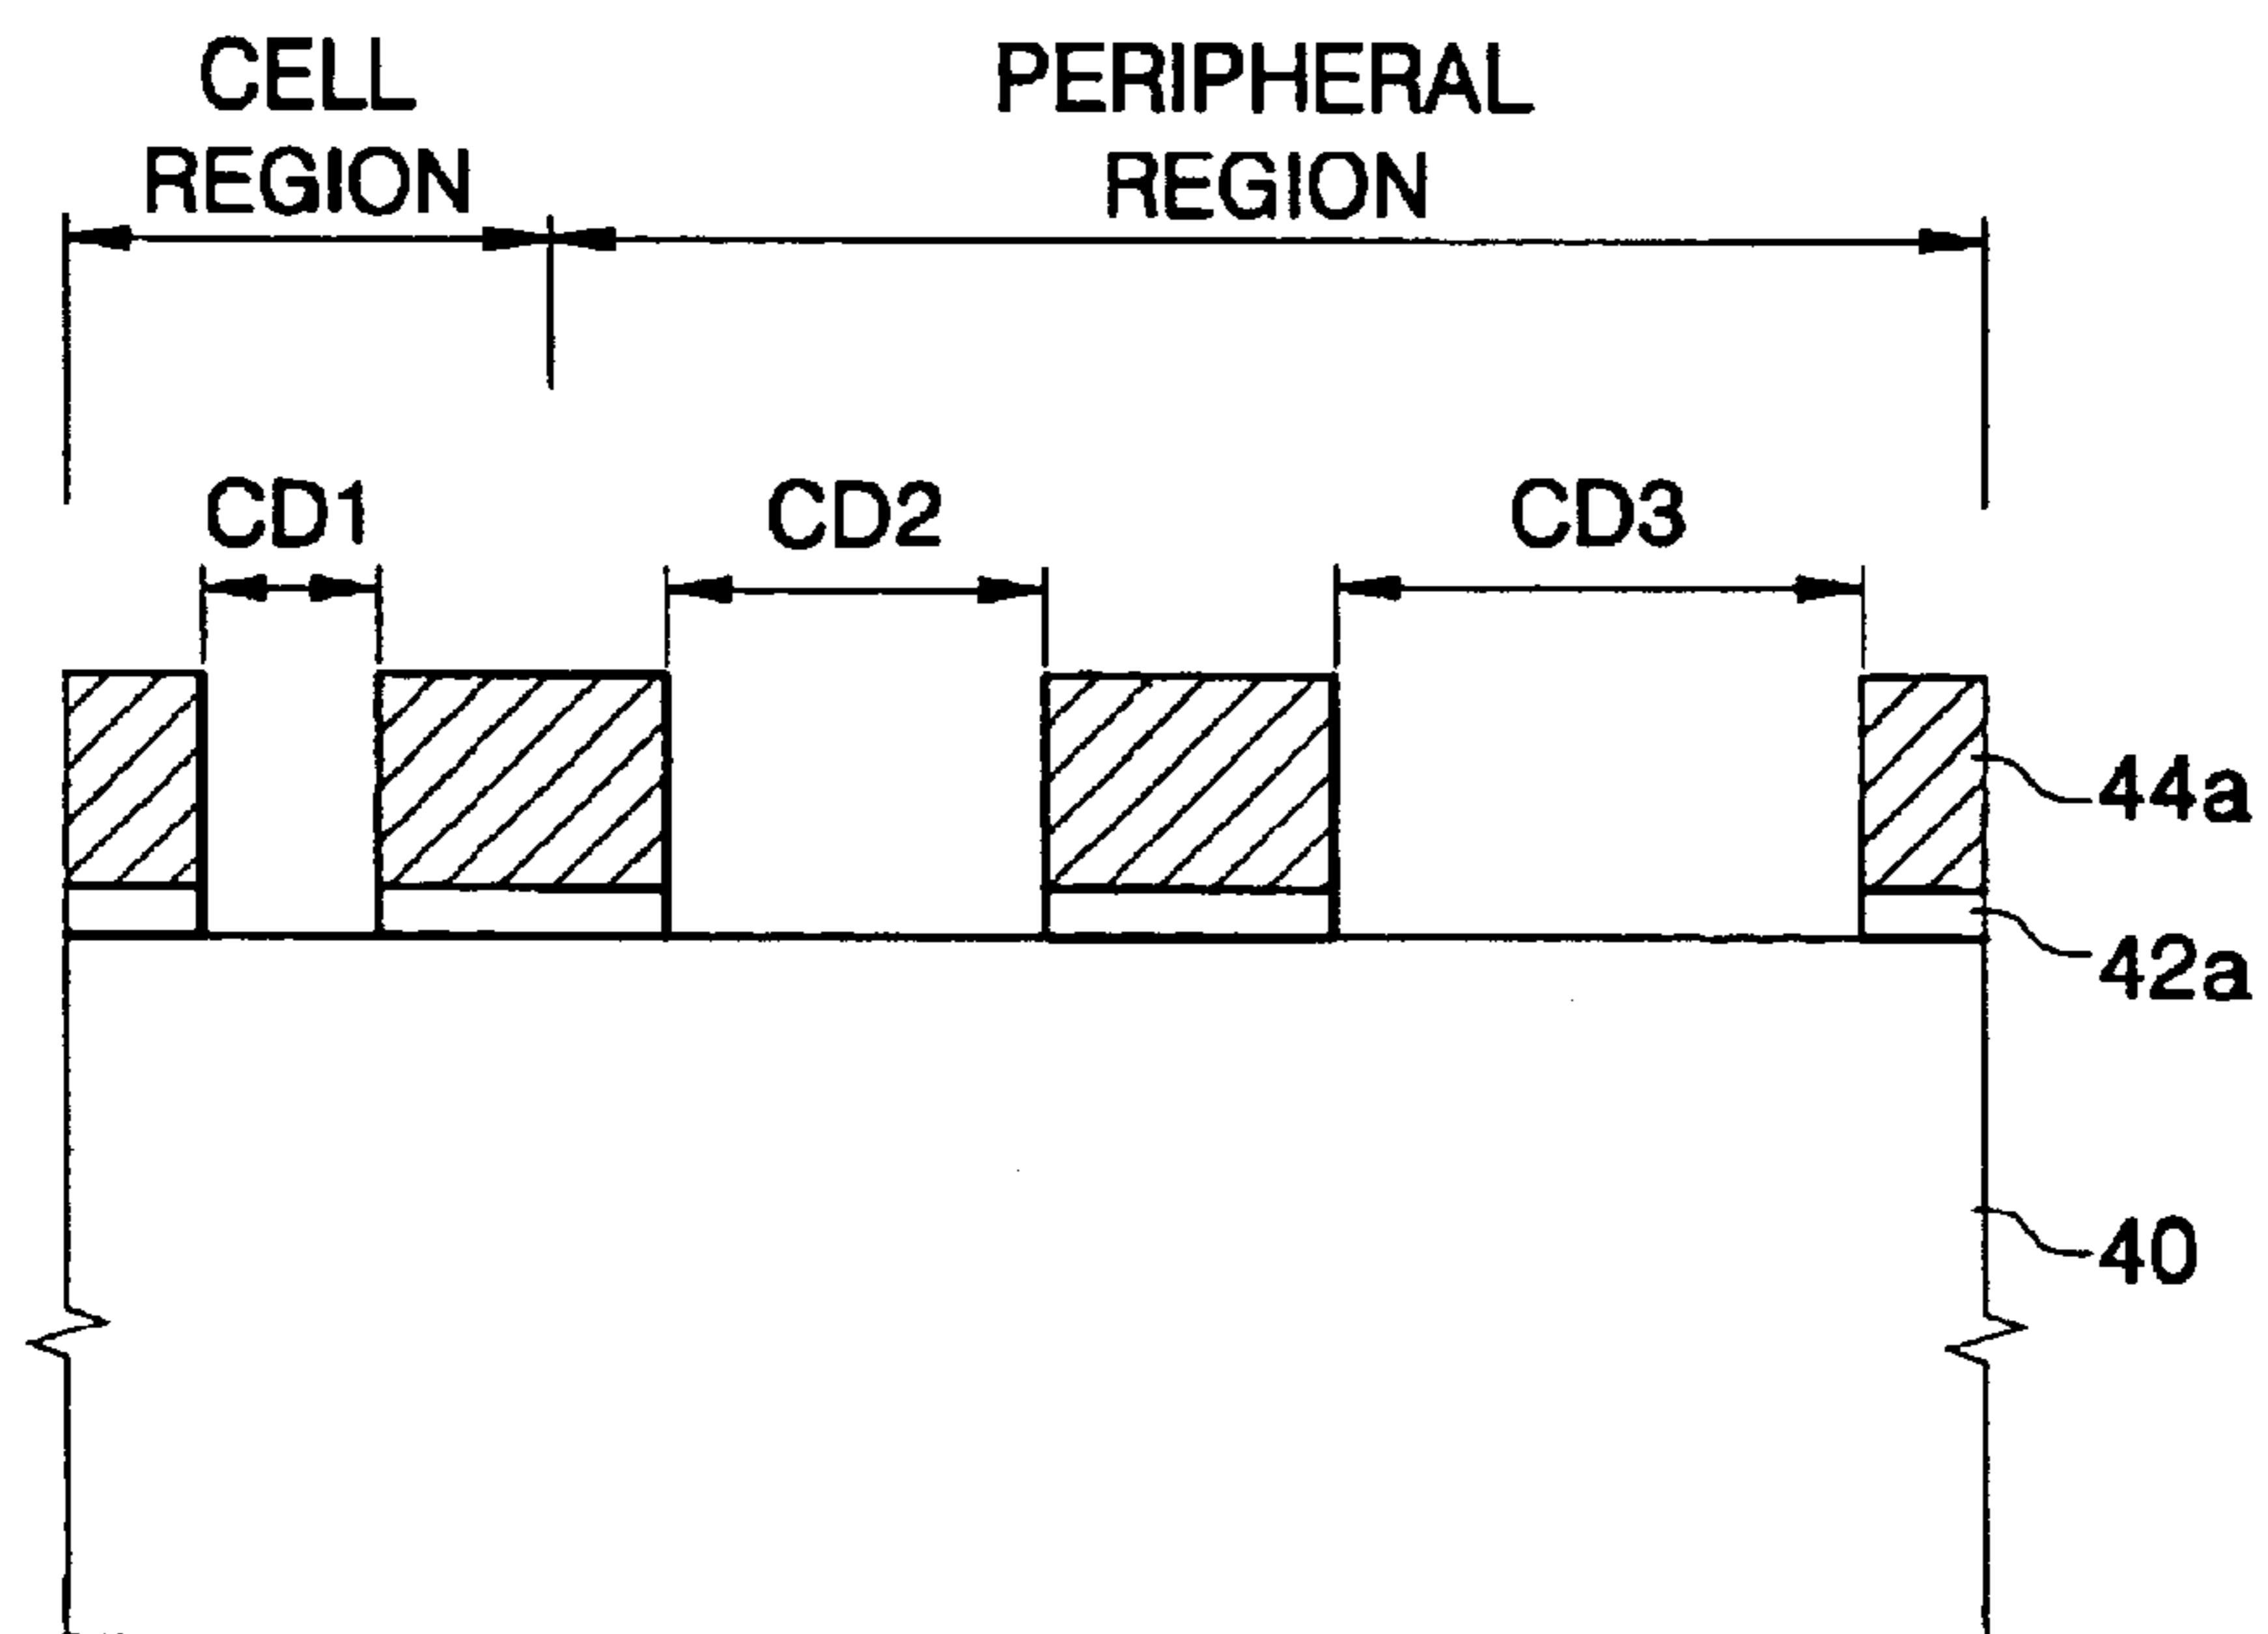 CELL
REGION
PERIPHERAL
REGION
CD1
CD2
CD3
44a
42a
40